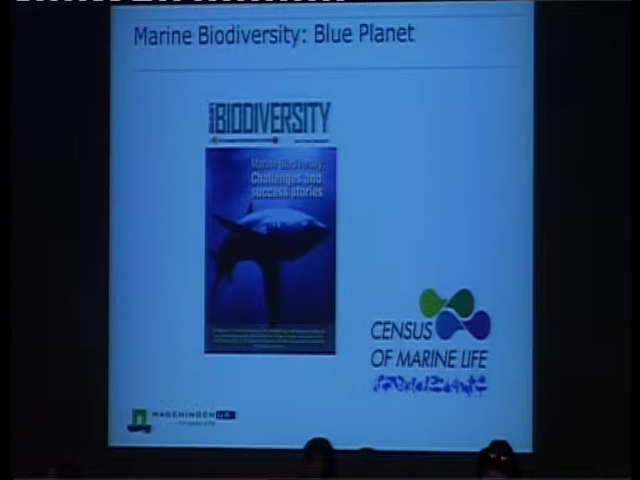 Marine Biodiversity: Blue Planet
BIODIVERSITY
Marine Biodiversity:
Challenges and
success stories
CENSUS
OF MARINE LIFE
WAGENINGEN UR